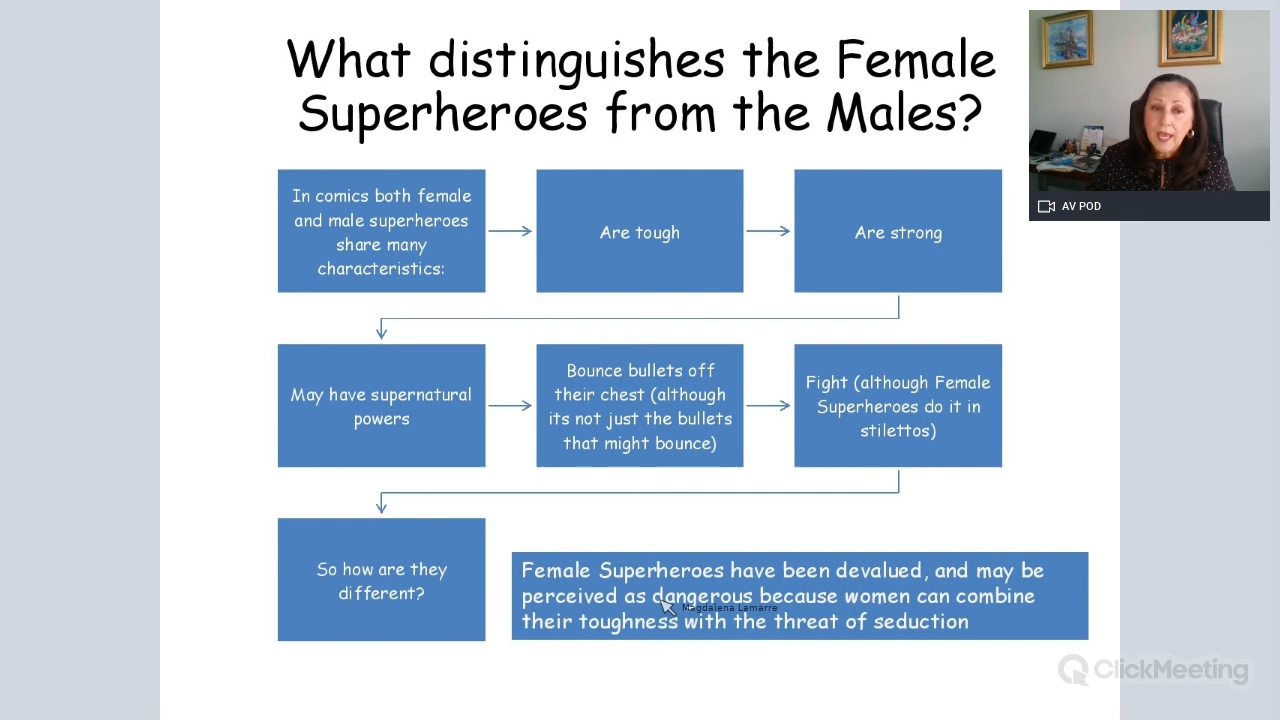 What distinguishes the Female
Superheroes from the Males?
AV POD
In comics both female
and male superheroes
share many
characteristics:
Are tough
Are strong
May have supernatural
powers
Bounce bullets off
their chest (although
its not just the bullets
that might bounce)
Fight (although Female
Superheroes do it in
stilettos)
So how are they
different?
Female Superheroes have been devalued, and may be
perceived as dangerous because women can combine
their toughness with the threat of seduction
Magdalena Lamarre
ClickMeeting